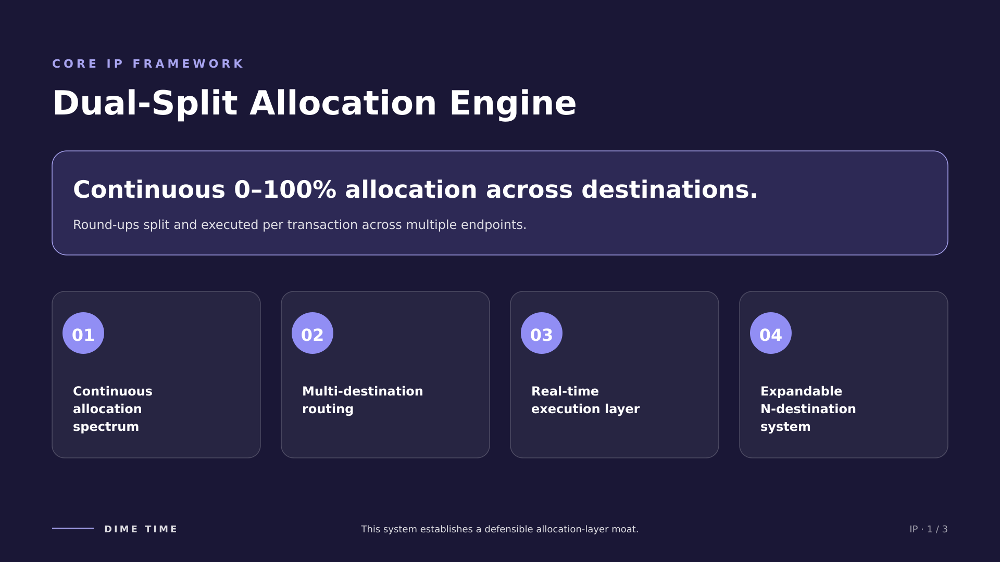 CORE IP FRAMEWORK
Dual-Split Allocation Engine
Continuous 0–100% allocation across destinations.
Round-ups split and executed per transaction across multiple endpoints.
01
Continuous
allocation
spectrum
02
Multi-destination
routing
03
Real-time
execution layer
04
Expandable
N-destination
system
DIME TIME
This system establishes a defensible allocation-layer moat.
IP · 1 / 3